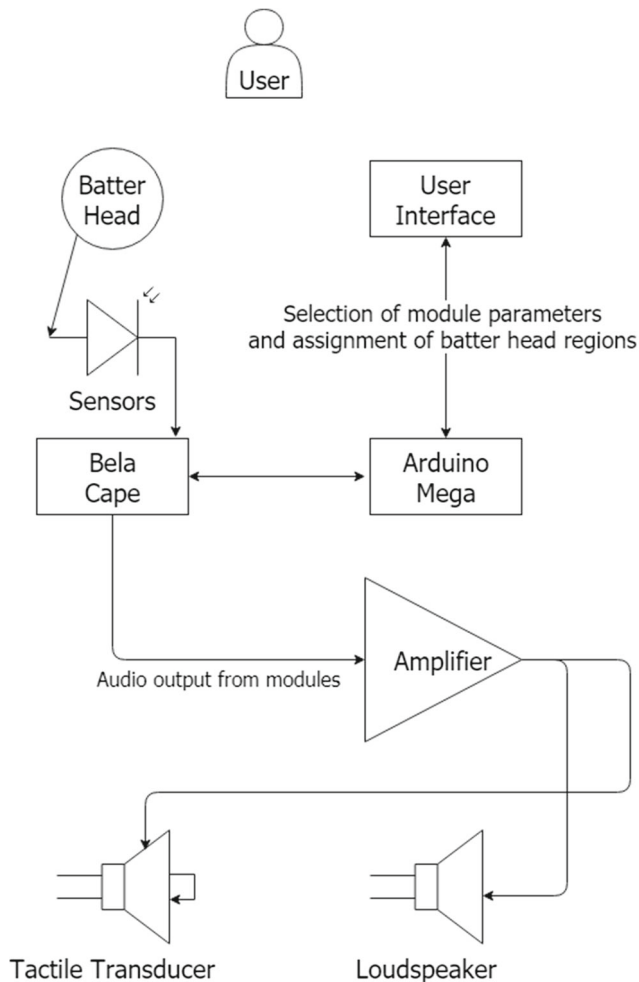 User
Batter
Head
User
Interface
Selection of module parameters
and assignment of batter head regions
Sensors
Bela
Cape
Arduino
Mega
Amplifier
Audio output from modules
Tactile Transducer
Loudspeaker